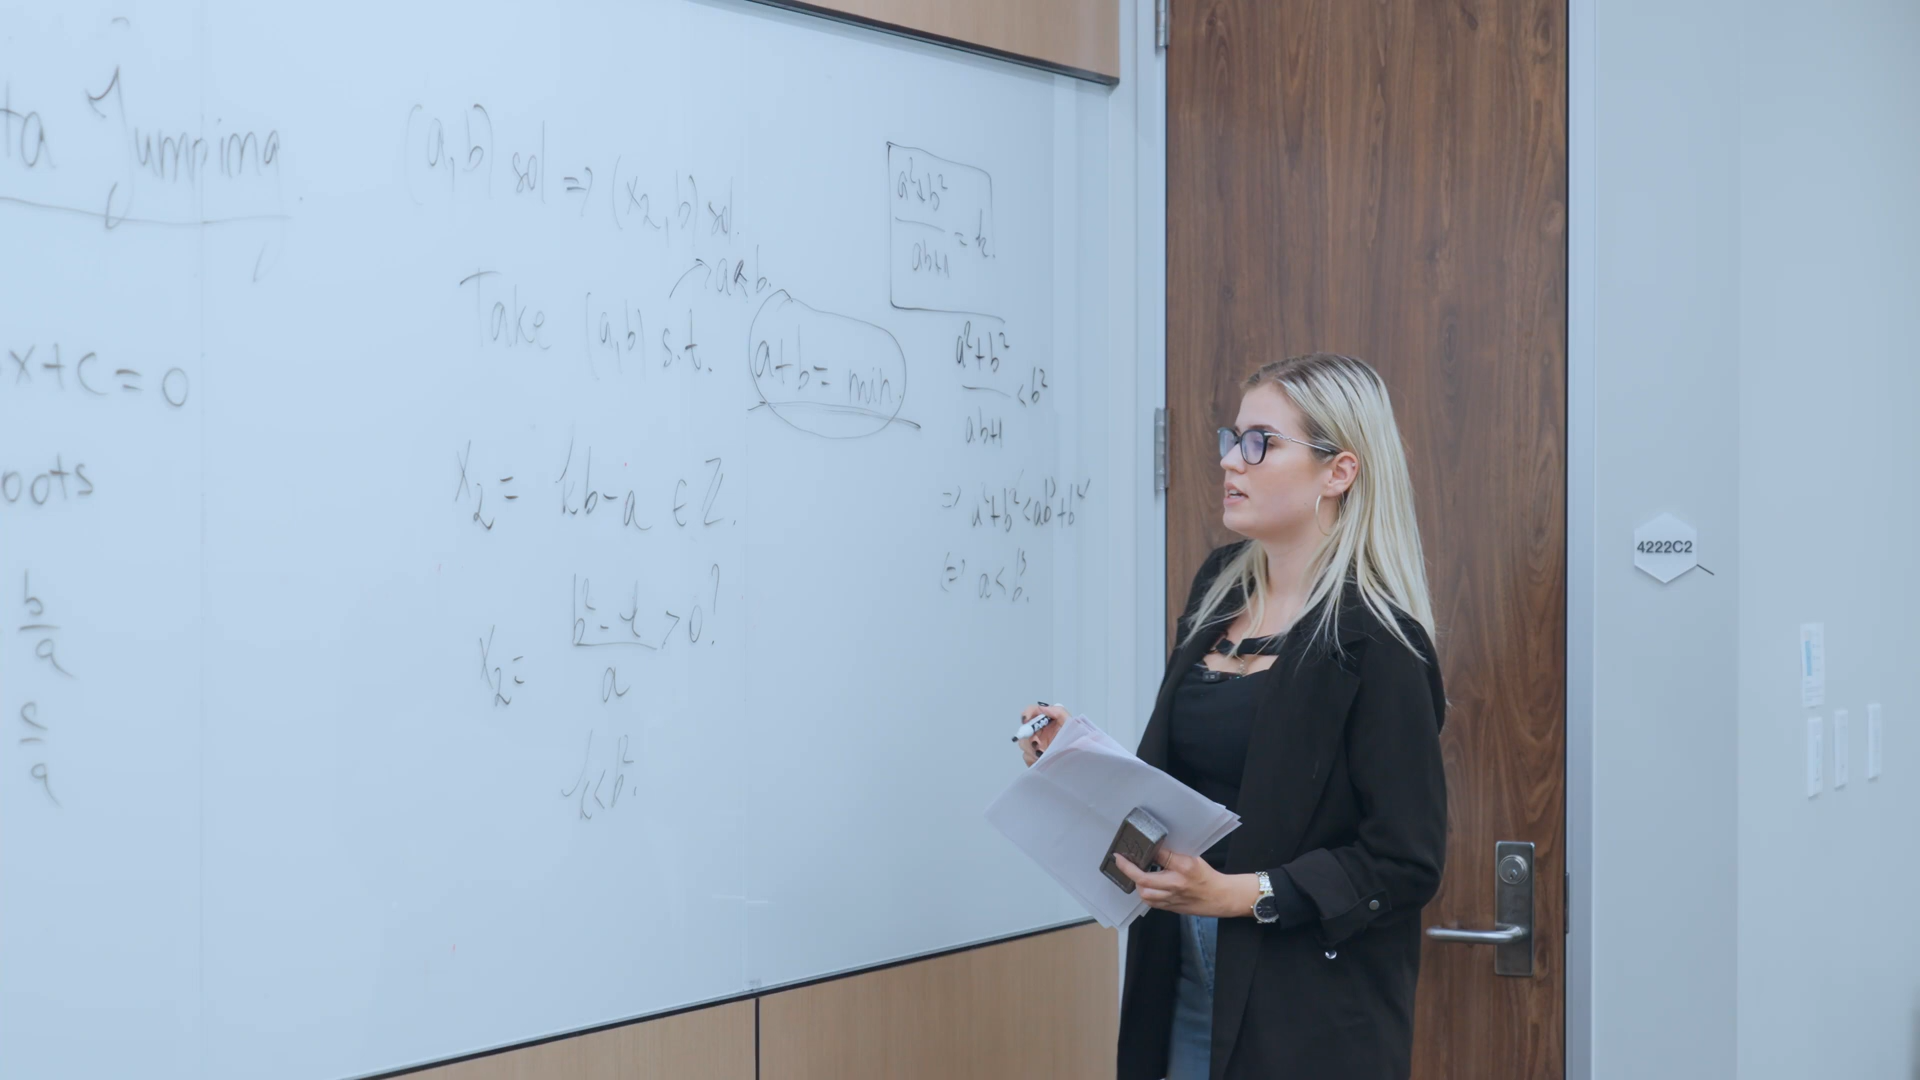 ta Jumping
x+c=0
oots
b/a
c/a
(a,b) sol ⇒ (x₂,b) sol.
→ a<b.
Take (a,b) s.t. a+b= min.
x₂ = kb-a ∈ ℤ.
x₂ = (b²-k)/a >0?
k<b².
(a²+b²)/(ab+1) = k.
(a²+b²)/(ab+1) < b²
⇒ a²+b²<ab³+b²
⇔ a<b³.
4222C2